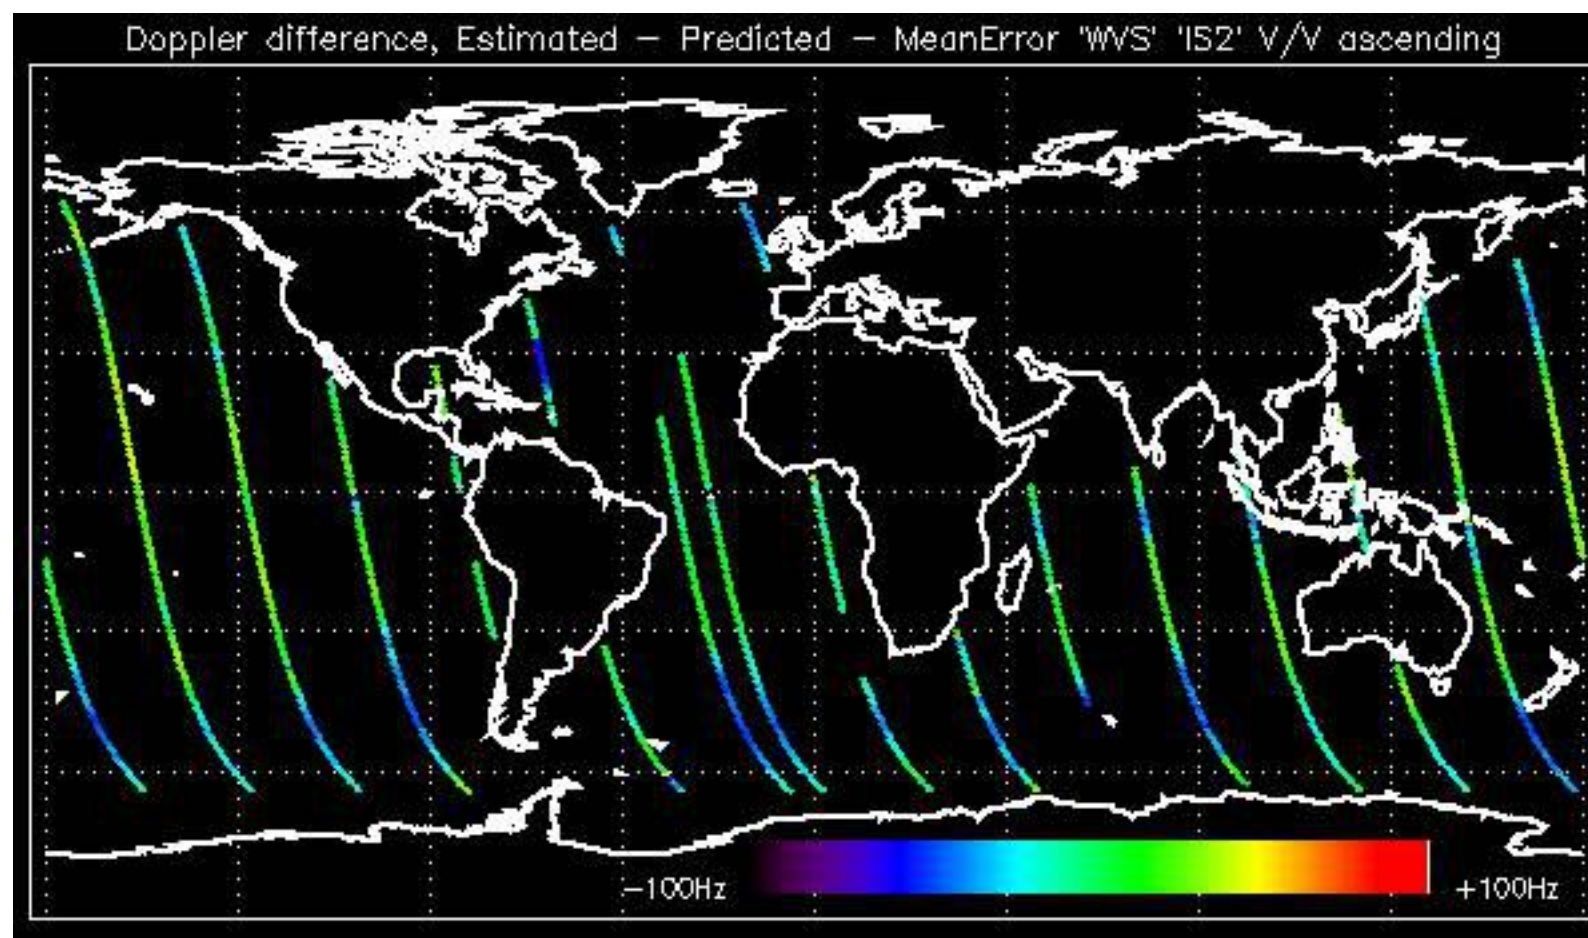 Doppler difference, Estimated – Predicted – MeanError 'WVS' 'IS2' V/V ascending
–100Hz +100Hz